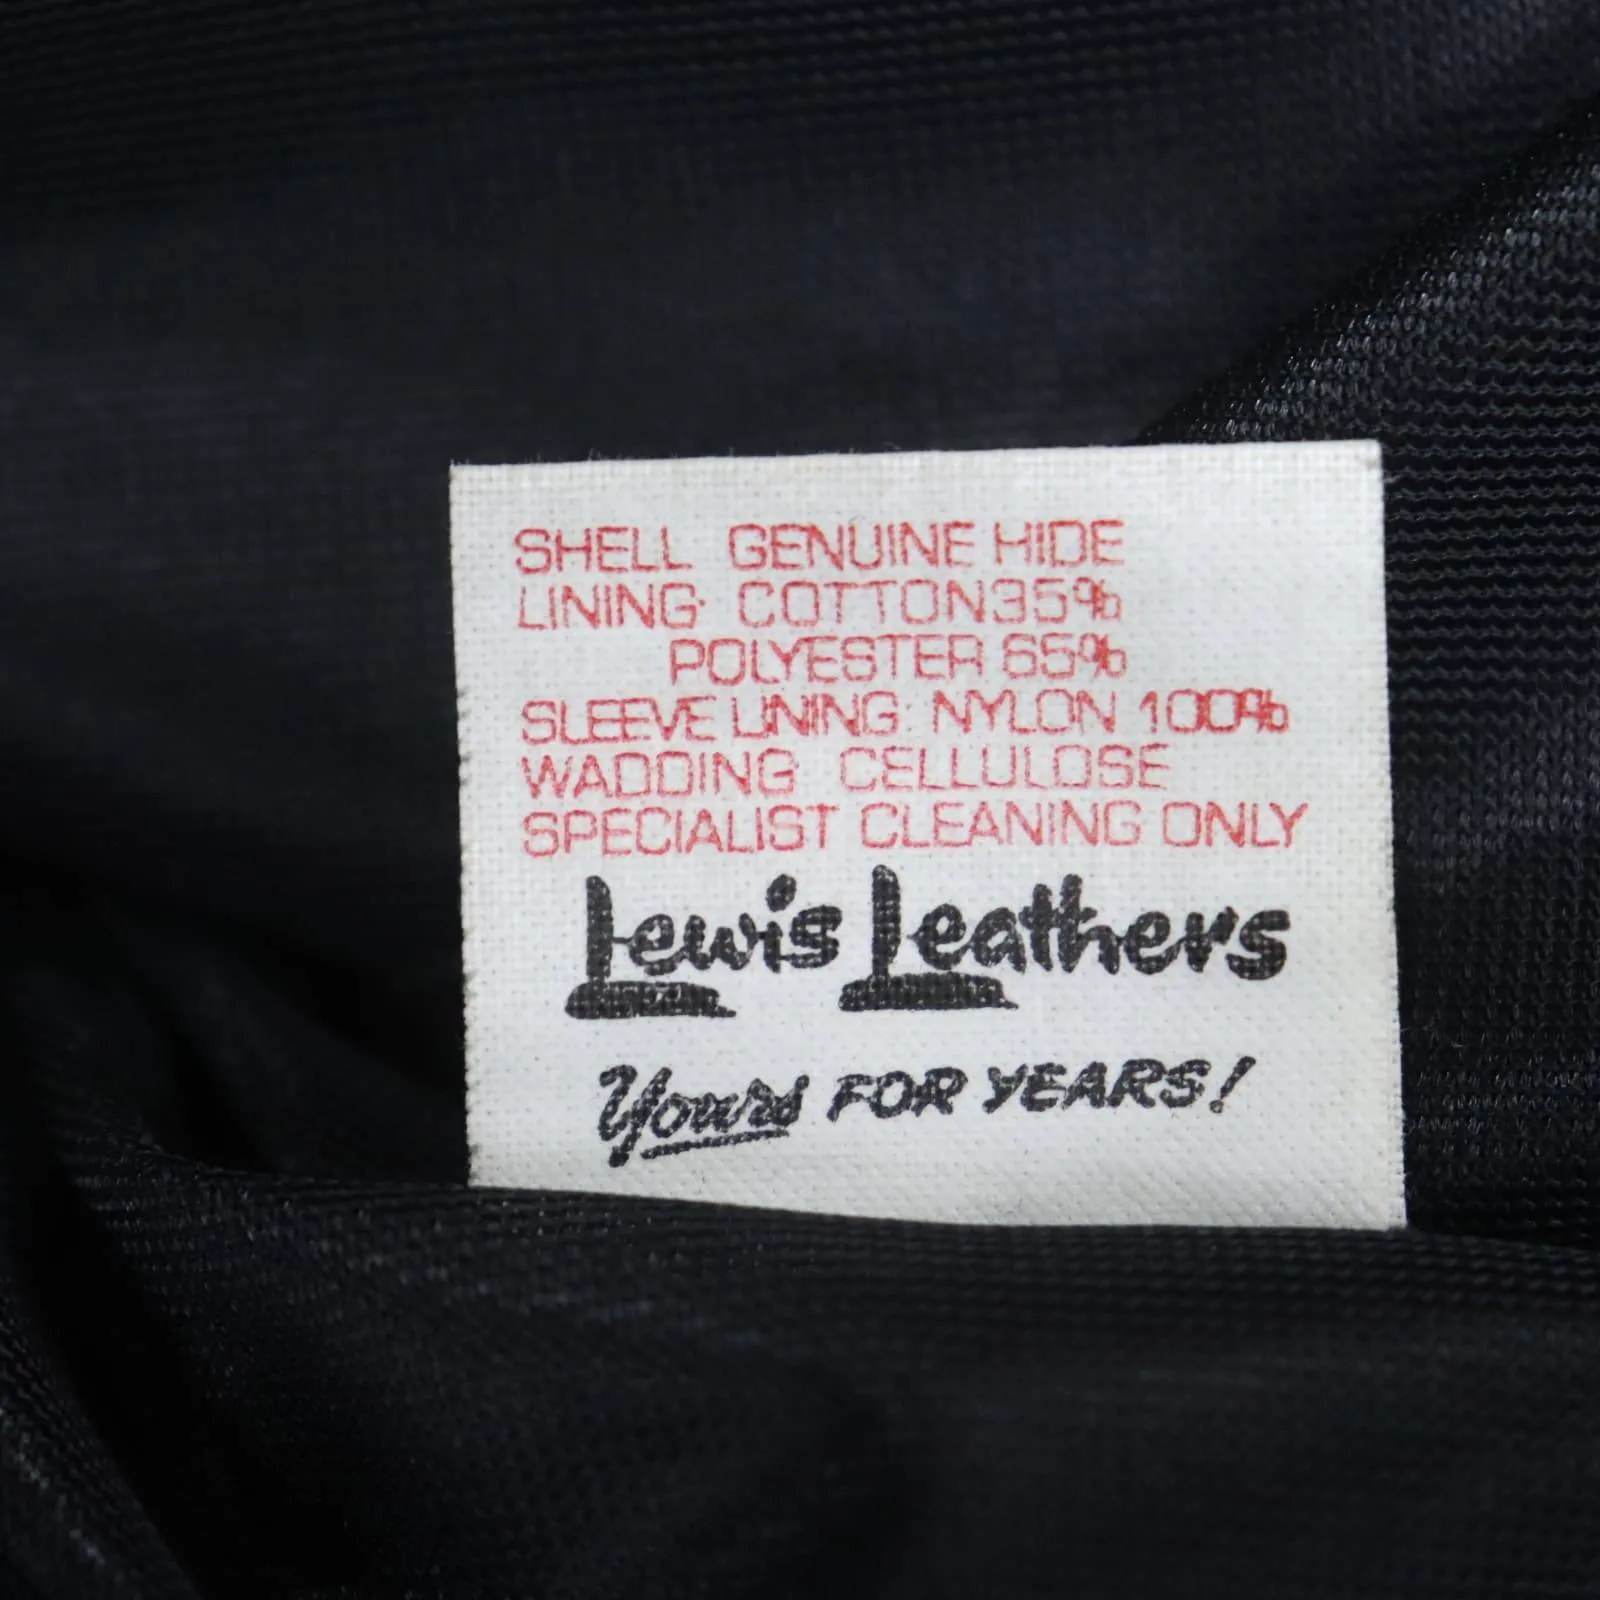 SHELL GENUINE HIDE
LINING: COTTON35%
POLYESTER 65%
SLEEVE LINING: NYLON 100%
WADDING CELLULOSE
SPECIALIST CLEANING ONLY
Lewis Leathers
Yours FOR YEARS!